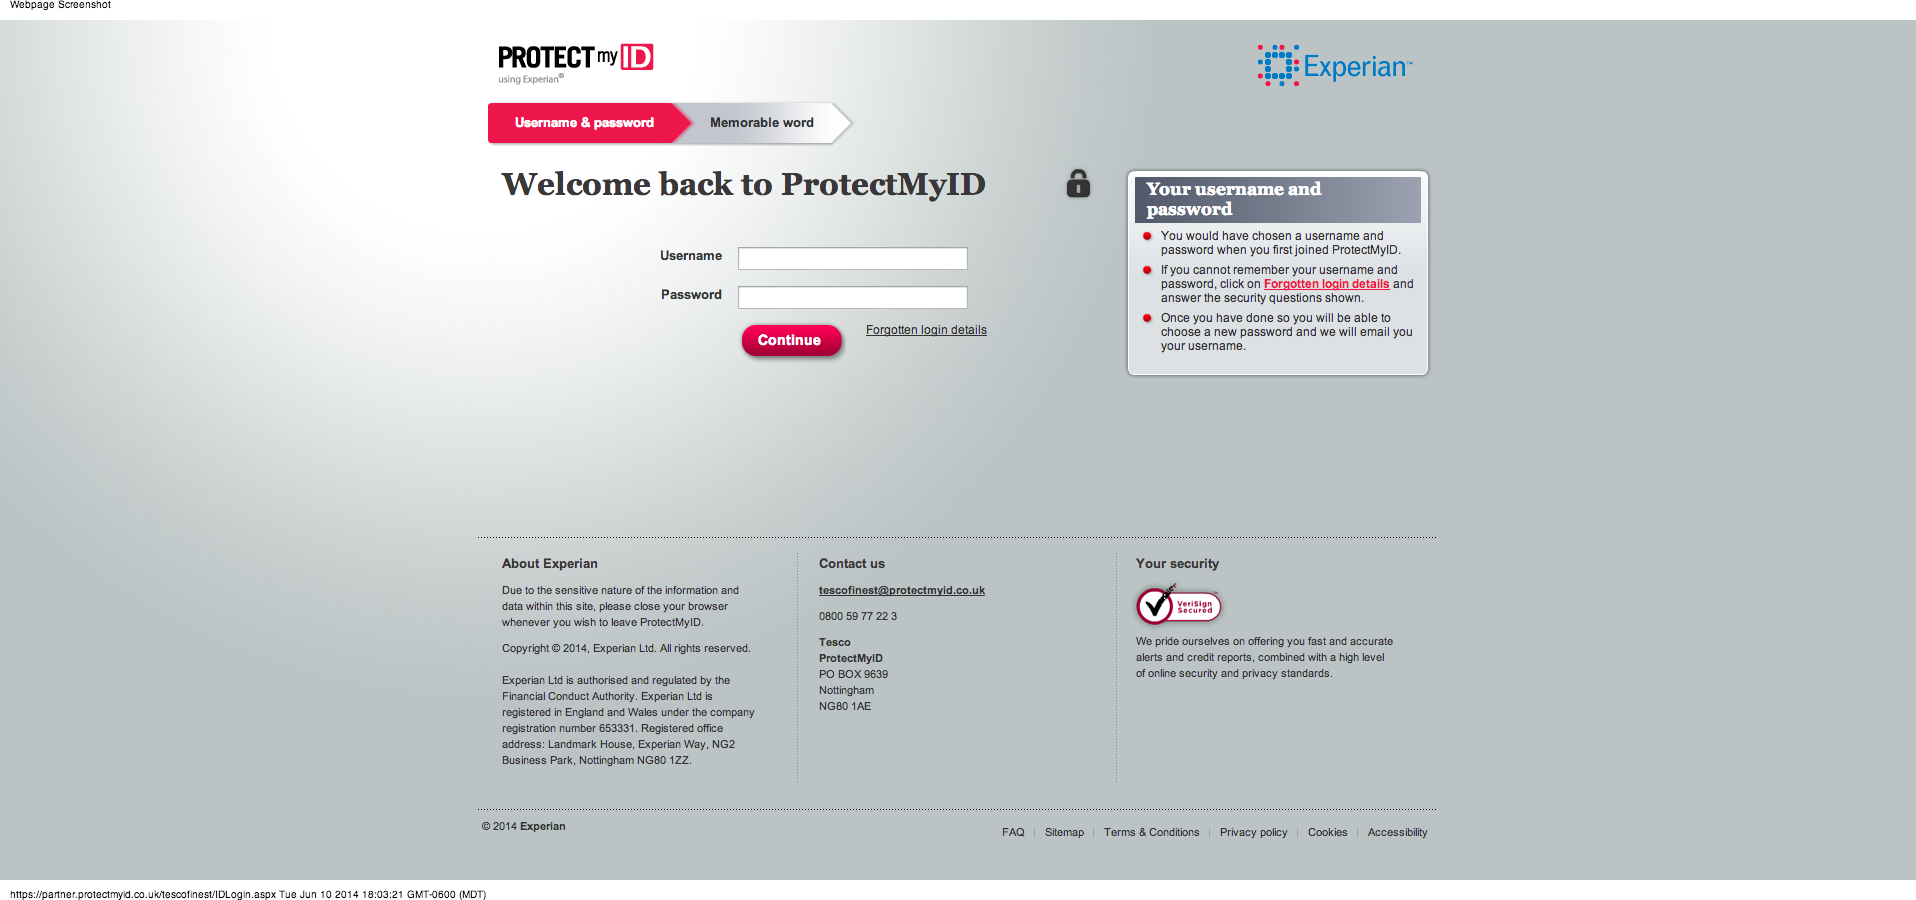 Webpage Screenshot
PROTECT my ID
using Experian®
Experian™
Username & password
Memorable word
Welcome back to ProtectMyID
Username
Password
Continue
Forgotten login details
Your username and
password
You would have chosen a username and
password when you first joined ProtectMyID.
If you cannot remember your username and
password, click on Forgotten login details and
answer the security questions shown.
Once you have done so you will be able to
choose a new password and we will email you
your username.
About Experian
Due to the sensitive nature of the information and
data within this site, please close your browser
whenever you wish to leave ProtectMyID.
Copyright © 2014, Experian Ltd. All rights reserved.
Experian Ltd is authorised and regulated by the
Financial Conduct Authority. Experian Ltd is
registered in England and Wales under the company
registration number 653331. Registered office
address: Landmark House, Experian Way, NG2
Business Park, Nottingham NG80 1ZZ.
Contact us
tescofinest@protectmyid.co.uk
0800 59 77 22 3
Tesco
ProtectMyID
PO BOX 9639
Nottingham
NG80 1AE
Your security
VeriSign
Secured
We pride ourselves on offering you fast and accurate
alerts and credit reports, combined with a high level
of online security and privacy standards.
© 2014 Experian
FAQ
Sitemap
Terms & Conditions
Privacy policy
Cookies
Accessibility
https://partner.protectmyid.co.uk/tescofinest/IDLogin.aspx Tue Jun 10 2014 18:03:21 GMT-0600 (MDT)